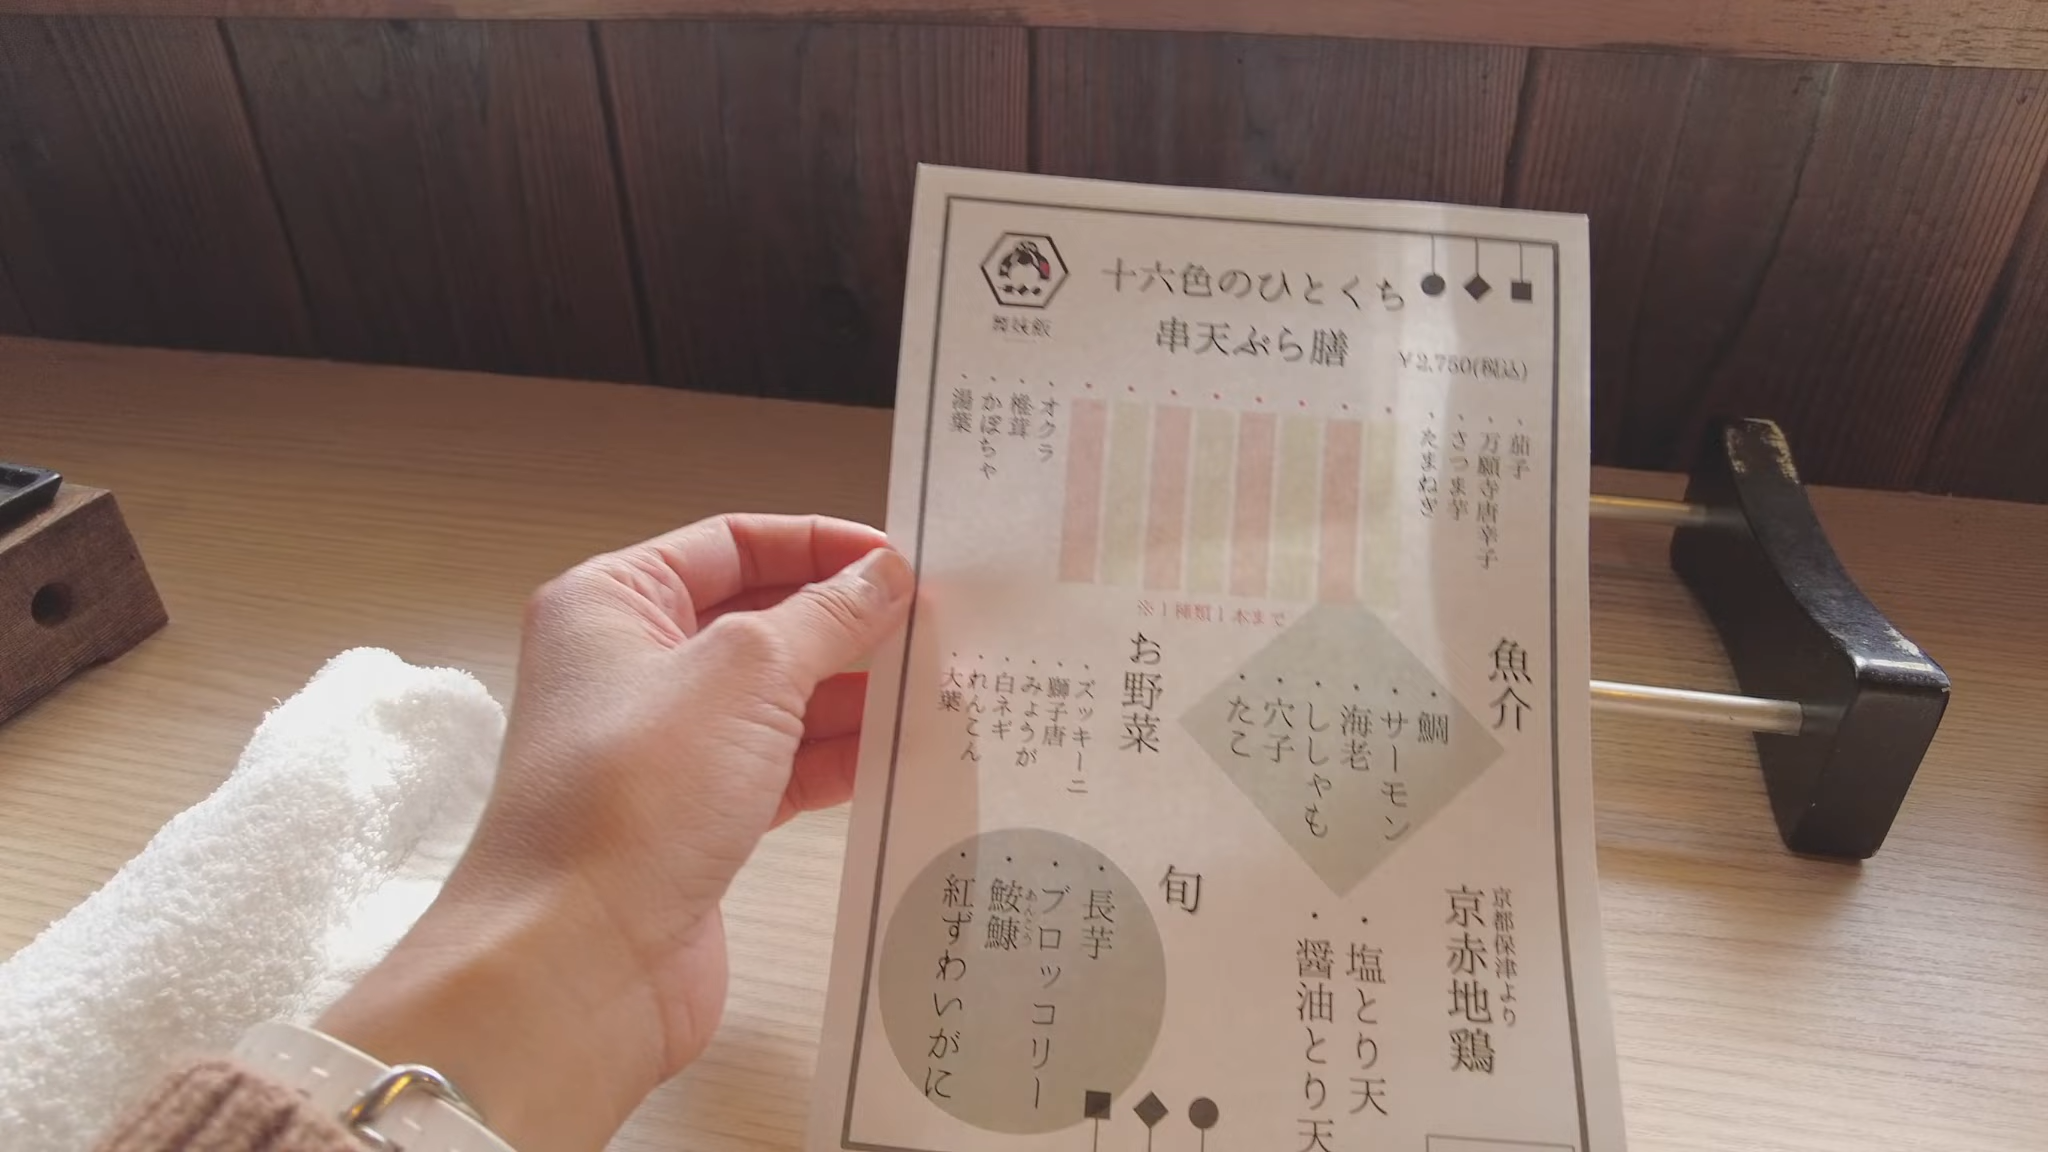 舞妓飯
十六色のひとくち
串天ぷら膳
¥2,750(税込)
・茄子
・万願寺唐辛子
・さつま芋
・たまねぎ
・オクラ
・椎茸
・かぼちゃ
・湯葉
※1種類1本まで
魚介
・鯛
・サーモン
・海老
・ししゃも
・穴子
・たこ
お野菜
・ズッキーニ
・獅子唐
・みょうが
・白ネギ
・れんこん
・大葉
京都保津より
京赤地鶏
・塩とり天
・醤油とり天
旬
・長芋
・ブロッコリー
・鮟鱇
あんこう
・紅ずわいがに